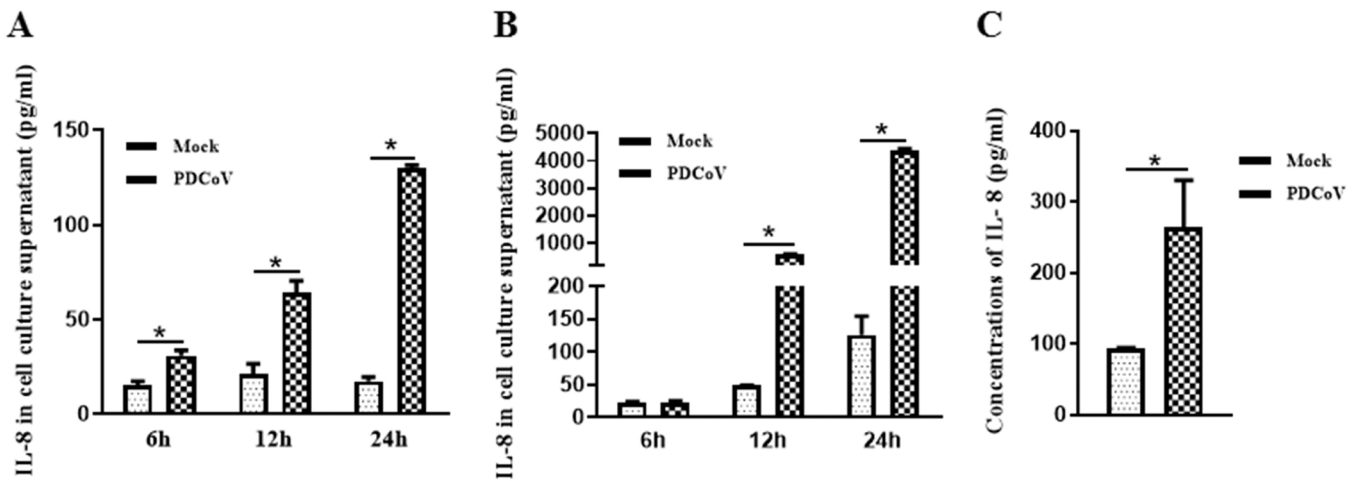 A
IL-8 in cell culture supernatant (pg/ml)
150
100
50
0
Mock
PDCoV
*
*
*
6h
12h
24h
B
IL-8 in cell culture supernatant (pg/ml)
5000
4000
3000
2000
1000
200
150
100
50
0
Mock
PDCoV
*
*
6h
12h
24h
C
Concentrations of IL- 8 (pg/ml)
400
300
200
100
0
*
Mock
PDCoV